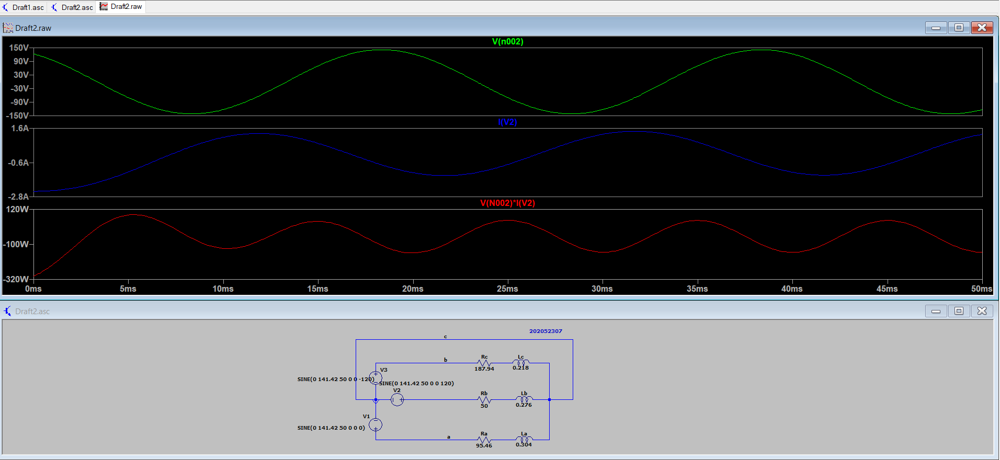 Draft1.asc Draft2.asc Draft2.raw
Draft2.raw
V(n002)
150V
90V
30V
-30V
-90V
-150V
I(V2)
1.6A
-0.6A
-2.8A
V(N002)*I(V2)
120W
-100W
-320W
0ms 5ms 10ms 15ms 20ms 25ms 30ms 35ms 40ms 45ms 50ms
Draft2.asc
202052307
c
Rc Lc
b
187.94 0.218
V3
SINE(0 141.42 50 0 0 -120)
SINE(0 141.42 50 0 0 120)
V2
Rb Lb
50 0.276
V1
SINE(0 141.42 50 0 0 0)
Ra La
a
95.46 0.304